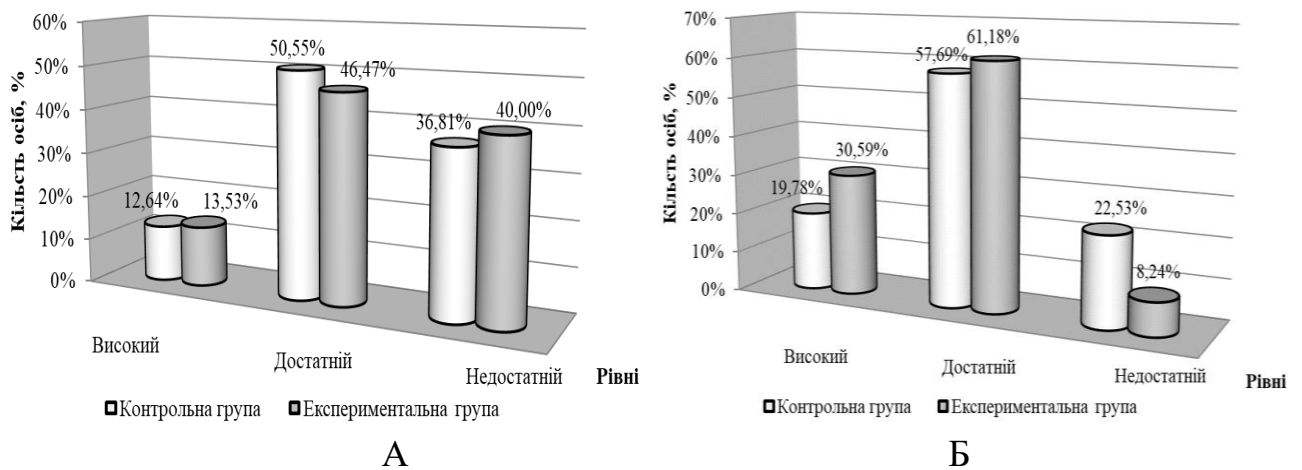 Кількість осіб, %
60%
50%
40%
30%
20%
10%
0%
12,64%
13,53%
50,55%
46,47%
36,81%
40,00%
Високий
Достатній
Недостатній
Рівні
Контрольна група
Експериментальна група
А
Кількість осіб, %
70%
60%
50%
40%
30%
20%
10%
0%
19,78%
30,59%
57,69%
61,18%
22,53%
8,24%
Високий
Достатній
Недостатній
Рівні
Контрольна група
Експериментальна група
Б